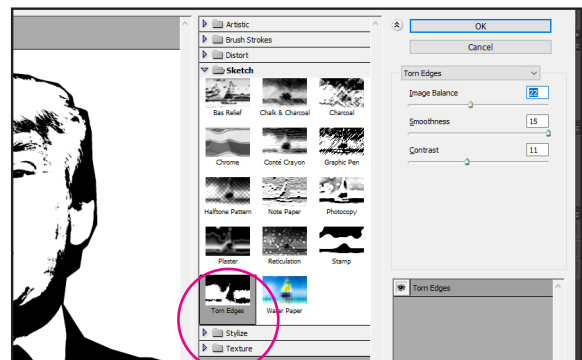 Artistic
Brush Strokes
Distort
Sketch
Bas Relief
Chalk & Charcoal
Charcoal
Chrome
Conté Crayon
Graphic Pen
Halftone Pattern
Note Paper
Photocopy
Plaster
Reticulation
Stamp
Torn Edges
Water Paper
Stylize
Texture
OK
Cancel
Torn Edges
Image Balance
22
Smoothness
15
Contrast
11
Torn Edges